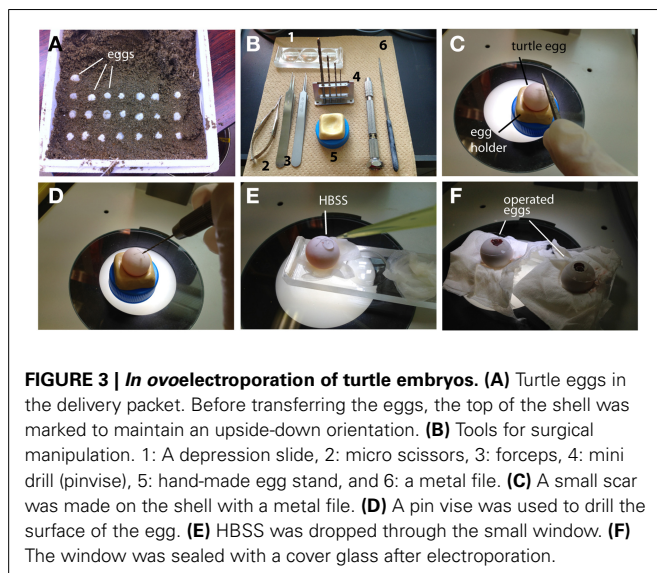 A
eggs
B
1
6
4
2
3
5
C
turtle egg
egg
holder
D
E
HBSS
F
operated
eggs
FIGURE 3 | In ovoelectroporation of turtle embryos. (A) Turtle eggs in
the delivery packet. Before transferring the eggs, the top of the shell was
marked to maintain an upside-down orientation. (B) Tools for surgical
manipulation. 1: A depression slide, 2: micro scissors, 3: forceps, 4: mini
drill (pinvise), 5: hand-made egg stand, and 6: a metal file. (C) A small scar
was made on the shell with a metal file. (D) A pin vise was used to drill the
surface of the egg. (E) HBSS was dropped through the small window. (F)
The window was sealed with a cover glass after electroporation.